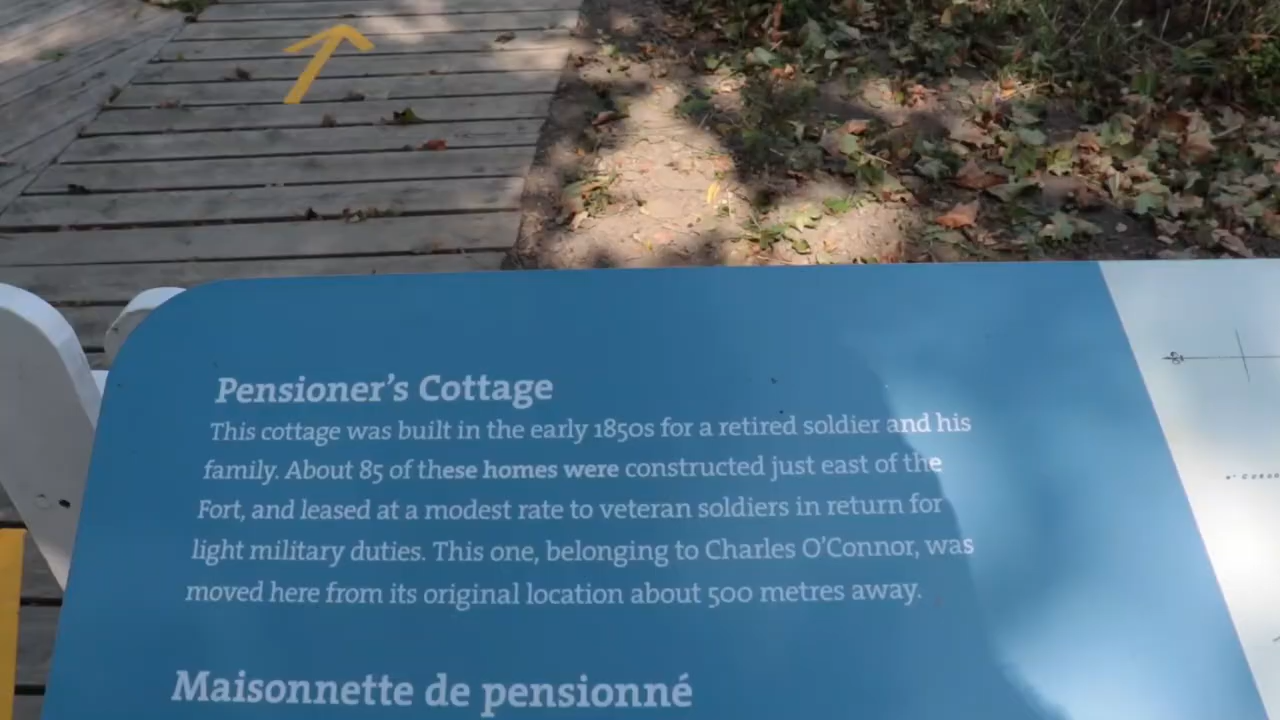 Pensioner's Cottage
This cottage was built in the early 1850s for a retired soldier and his
family. About 85 of these homes were constructed just east of the
Fort, and leased at a modest rate to veteran soldiers in return for
light military duties. This one, belonging to Charles O'Connor, was
moved here from its original location about 500 metres away.
Maisonnette de pensionné